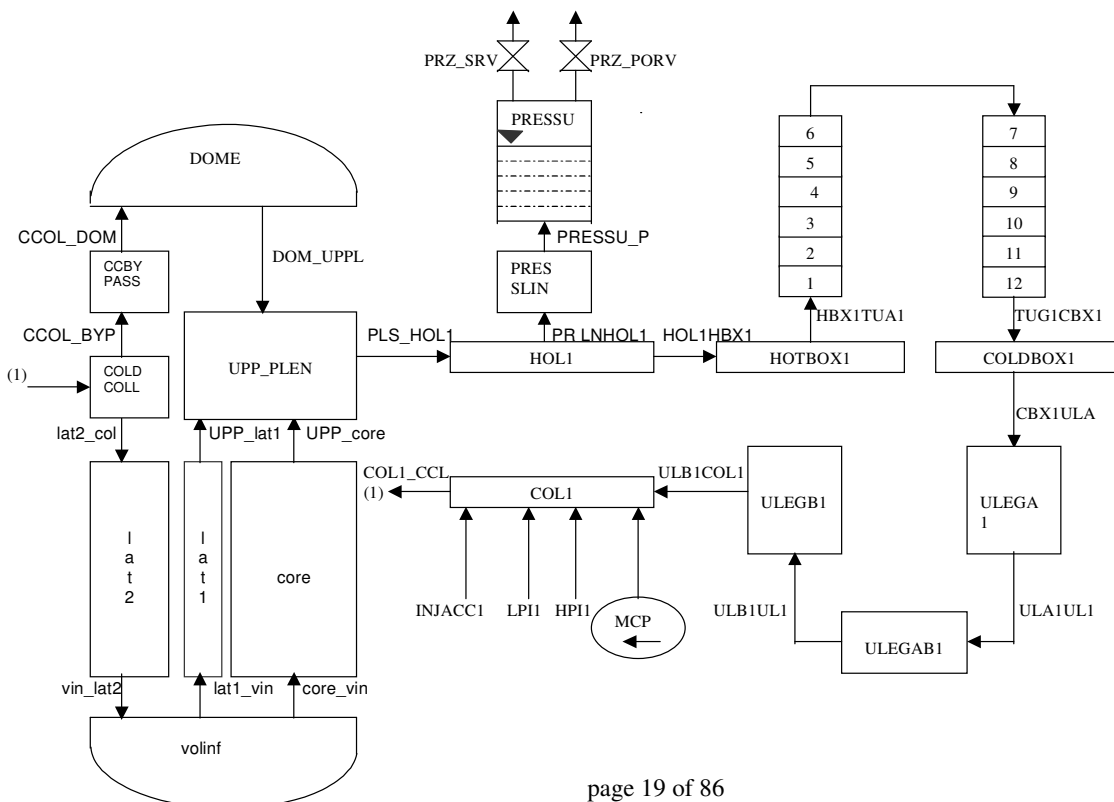 PRZ_SRV
PRZ_PORV
PRESSU
DOME
6
5
4
3
2
1
7
8
9
10
11
12
CCOL_DOM
DOM_UPPL
PRESSU_P
CCBY
PASS
PRES
SLIN
CCOL_BYP
PLS_HOL1
PR LNHOL1
HOL1HBX1
HBX1TUA1
TUG1CBX1
(1)
COLD
COLL
UPP_PLEN
HOL1
HOTBOX1
COLDBOX1
lat2_col
UPP_lat1
UPP_core
CBX1ULA
COL1_CCL
(1)
COL1
ULB1COL1
ULEGB1
ULEGA
1
l
a
t
2
l
a
t
1
core
INJACC1
LPI1
HPI1
MCP
ULB1UL1
ULA1UL1
ULEGAB1
vin_lat2
lat1_vin
core_vin
volinf
page 19 of 86